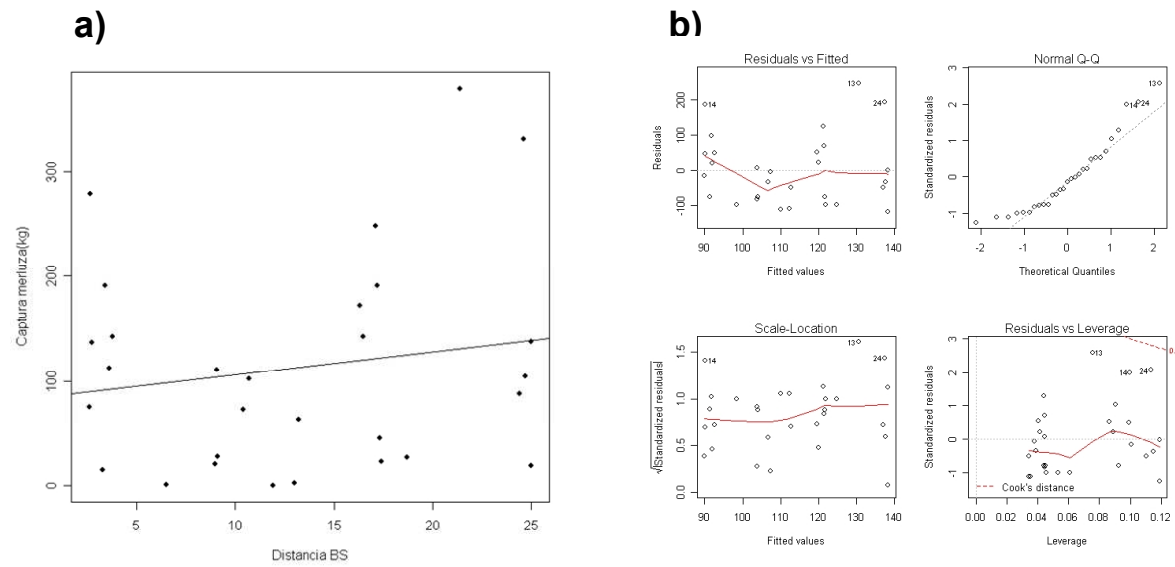 a)
Captura merluza(kg)
300
200
100
0
5 10 15 20 25
Distancia BS
b)
Residuals vs Fitted
Residuals
200
100
0
-100
13
14
24
90 100 110 120 130 140
Fitted values
Normal Q-Q
Standardized residuals
3
2
1
0
-1
13
14 24
-2 -1 0 1 2
Theoretical Quantiles
Scale-Location
√|Standardized residuals|
1.5
1.0
0.5
0.0
13
14
24
90 100 110 120 130 140
Fitted values
Residuals vs Leverage
Standardized residuals
3
2
1
0
-1
13
14
24
Cook's distance
0.00 0.02 0.04 0.06 0.08 0.10 0.12
Leverage